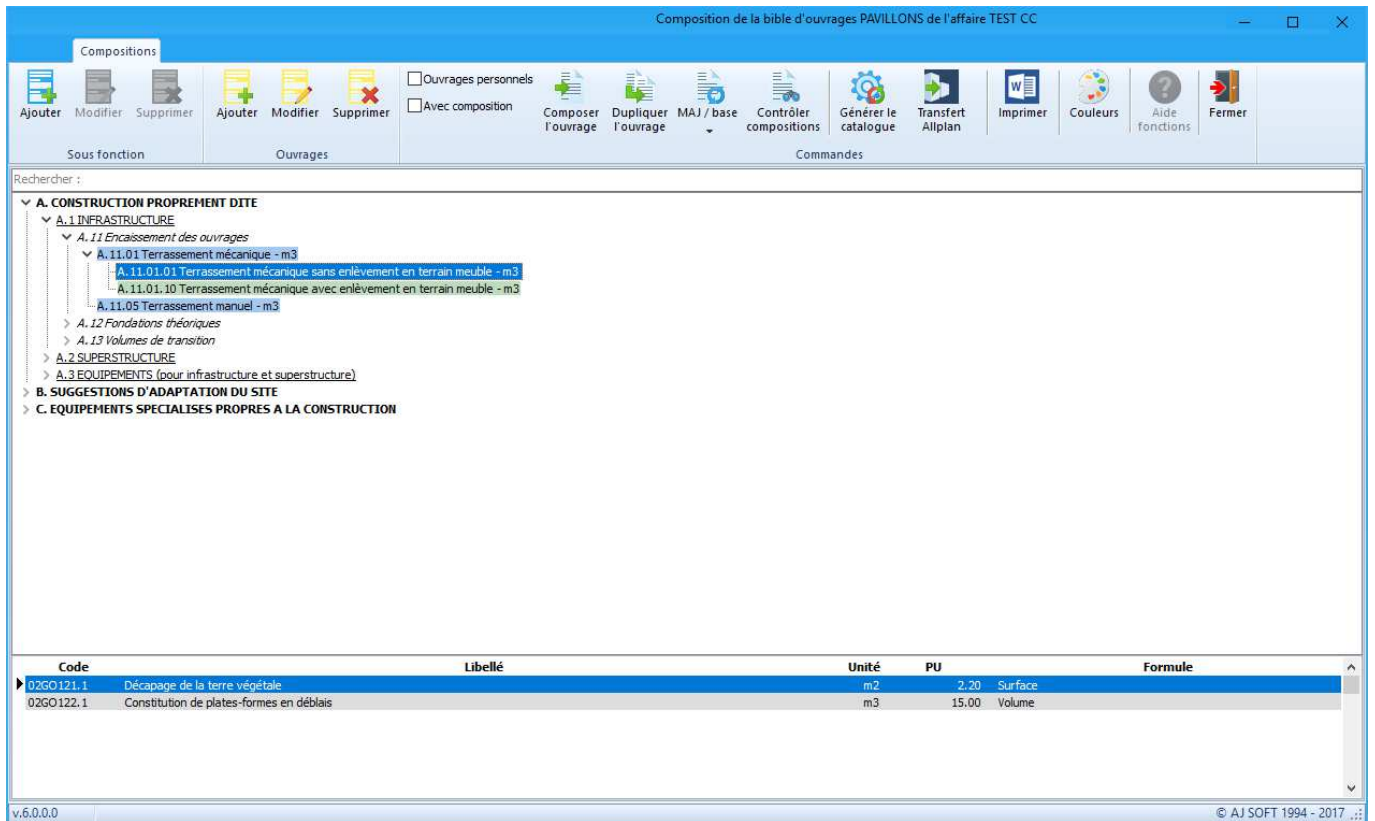 Composition de la bible d'ouvrages PAVILLONS de l'affaire TEST CC
Compositions
Ajouter Modifier Supprimer
Sous fonction
Ajouter Modifier Supprimer
Ouvrages
Ouvrages personnels
Avec composition
Composer l'ouvrage
Dupliquer l'ouvrage
MAJ / base
Contrôler compositions
Générer le catalogue
Transfert Allplan
Imprimer
Couleurs
Aide fonctions
Fermer
Commandes
Rechercher :
A. CONSTRUCTION PROPREMENT DITE
A.1 INFRASTRUCTURE
A.11 Encaissement des ouvrages
A.11.01 Terrassement mécanique - m3
A.11.01.01 Terrassement mécanique sans enlèvement en terrain meuble - m3
A.11.01.10 Terrassement mécanique avec enlèvement en terrain meuble - m3
A.11.05 Terrassement manuel - m3
A.12 Fondations théoriques
A.13 Volumes de transition
A.2 SUPERSTRUCTURE
A.3 EQUIPEMENTS (pour infrastructure et superstructure)
B. SUGGESTIONS D'ADAPTATION DU SITE
C. EQUIPEMENTS SPECIALISES PROPRES A LA CONSTRUCTION
Code Libellé Unité PU Formule
02GO121.1 Décapage de la terre végétale m2 2.20 Surface
02GO122.1 Constitution de plates-formes en déblais m3 15.00 Volume
v.6.0.0.0 © AJ SOFT 1994 - 2017